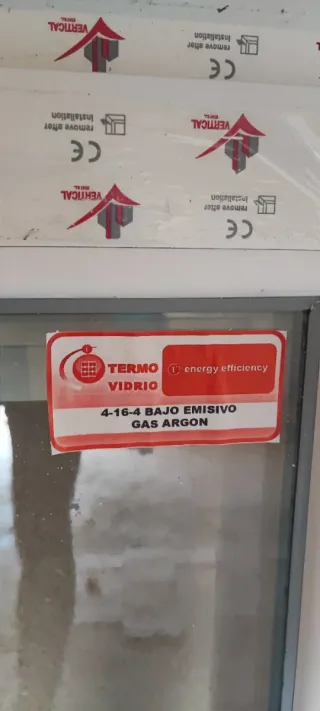 VERTICAL
remove after
installation
CE
remove after
installation
CE
VERTICAL
VERTICAL
remove after
installation
CE
TERMO
VIDRIO
energy efficiency
4-16-4 BAJO EMISIVO
GAS ARGON